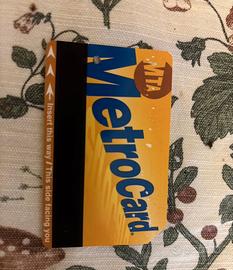 MTA
MetroCard.
Insert this way / This side facing you